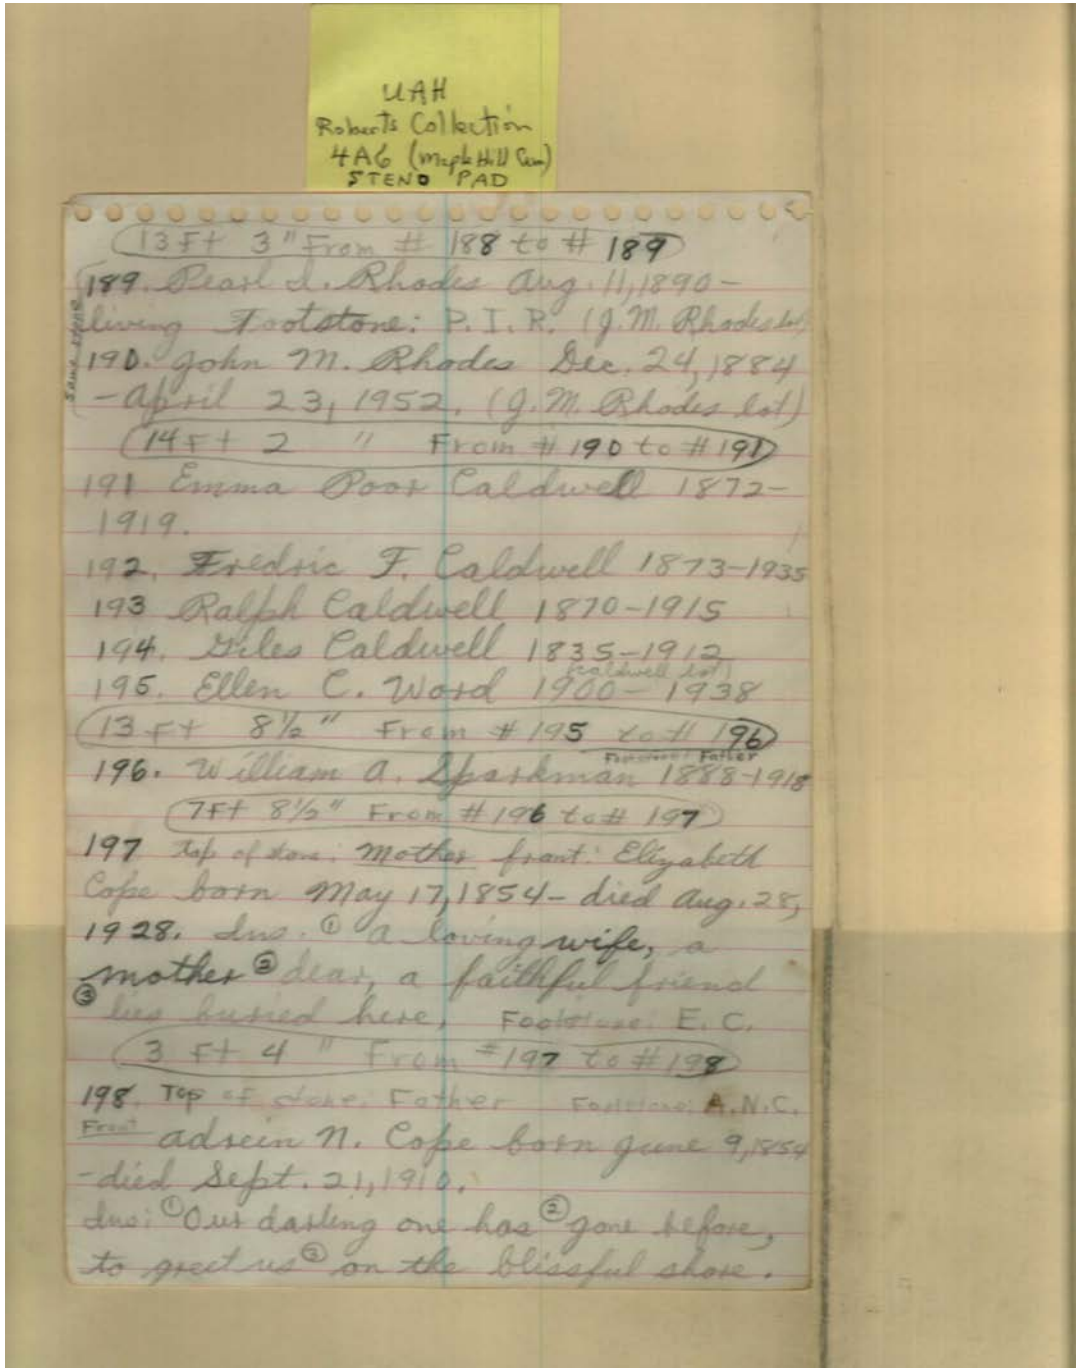 UAH
Roberts Collection
4A6 (Maple Hill Cem)
STENO PAD
13 Ft 3" From # 188 to # 189
189. Pearl I. Rhodes Aug. 11, 1890-
living Footstone: P.I.R. (J.M. Rhodes lot)
same stone
190. John M. Rhodes Dec. 24, 1884
-April 23, 1952. (J.M. Rhodes lot)
14 Ft 2 " From # 190 to # 191
191 Emma Poor Caldwell 1872-
1919.
192. Fredric F. Caldwell 1873-1935
193 Ralph Caldwell 1870-1915
194. Giles Caldwell 1835-1912
(Caldwell lot)
195. Ellen C. Word 1900-1938
13 Ft 8½" From # 195 to # 196
Footstone: Father
196. William A. Sparkman 1888-1918
7 Ft 8½" From # 196 to # 197
197 top of stone: Mother front: Elizabeth
Cope born May 17, 1854- died Aug. 28,
1928. Ins. ① a loving wife, a
mother ② dear, a faithful friend
③ lies buried here, Footstone: E.C.
3 Ft 4 " From # 197 to # 198
198. Top of stone: Father Footstone: A.N.C.
Front Adrein N. Cope born June 9, 1854
-died Sept. 21, 1910.
Ins: ① Our darling one has ② gone before,
to greet us ③ on the blissful shore.